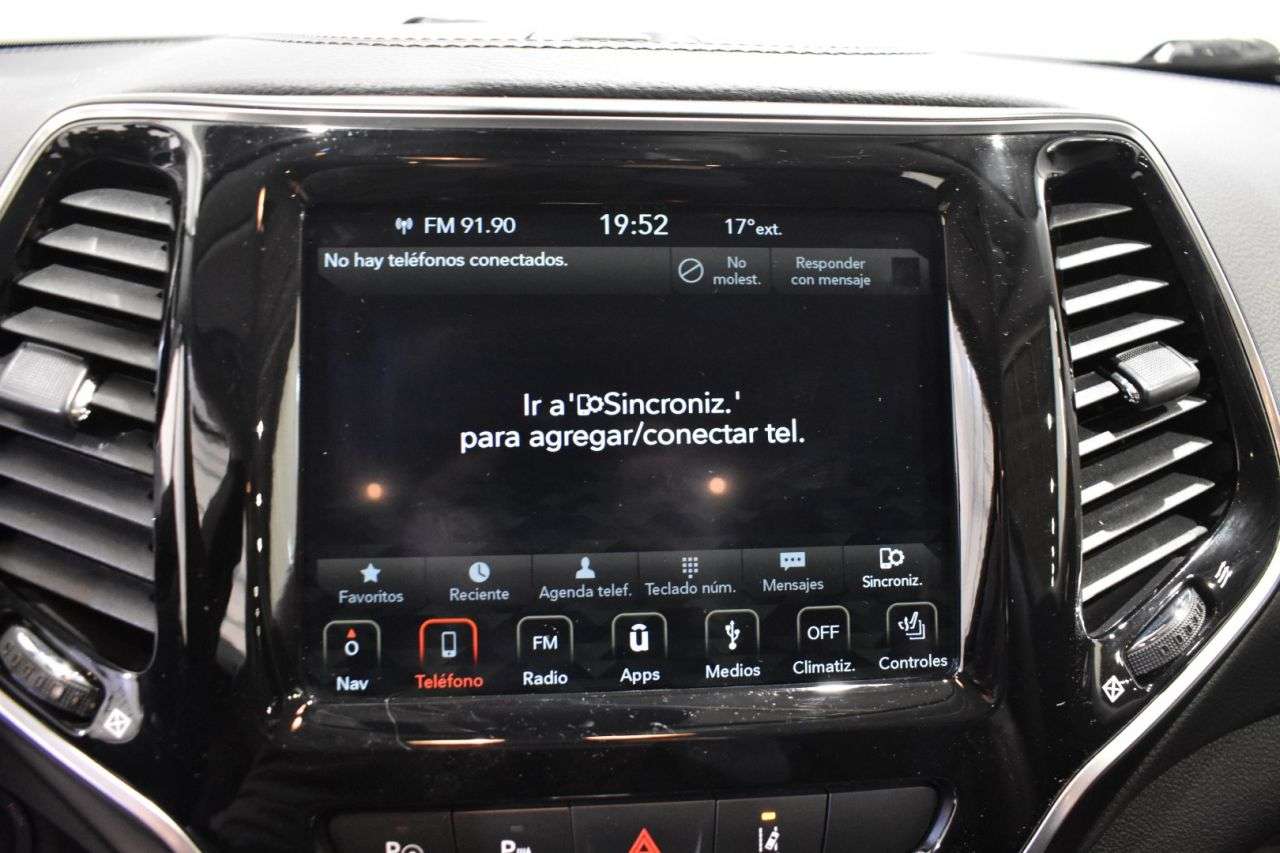 FM 91.90 19:52 17°ext.
No hay teléfonos conectados. No molest. Responder con mensaje
Ir a 'Sincroniz.'
para agregar/conectar tel.
Favoritos Reciente Agenda telef. Teclado núm. Mensajes Sincroniz.
O FM OFF
Nav Teléfono Radio Apps Medios Climatiz. Controles
P P